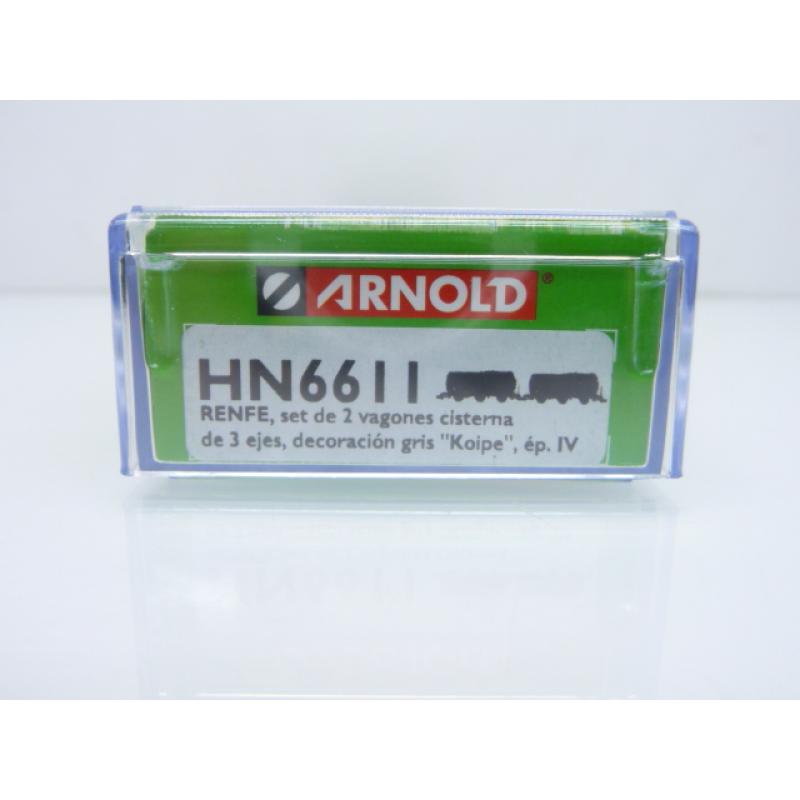 ARNOLD®
HN6611
RENFE, set de 2 vagones cisterna
de 3 ejes, decoración gris "Koipe", ép. IV